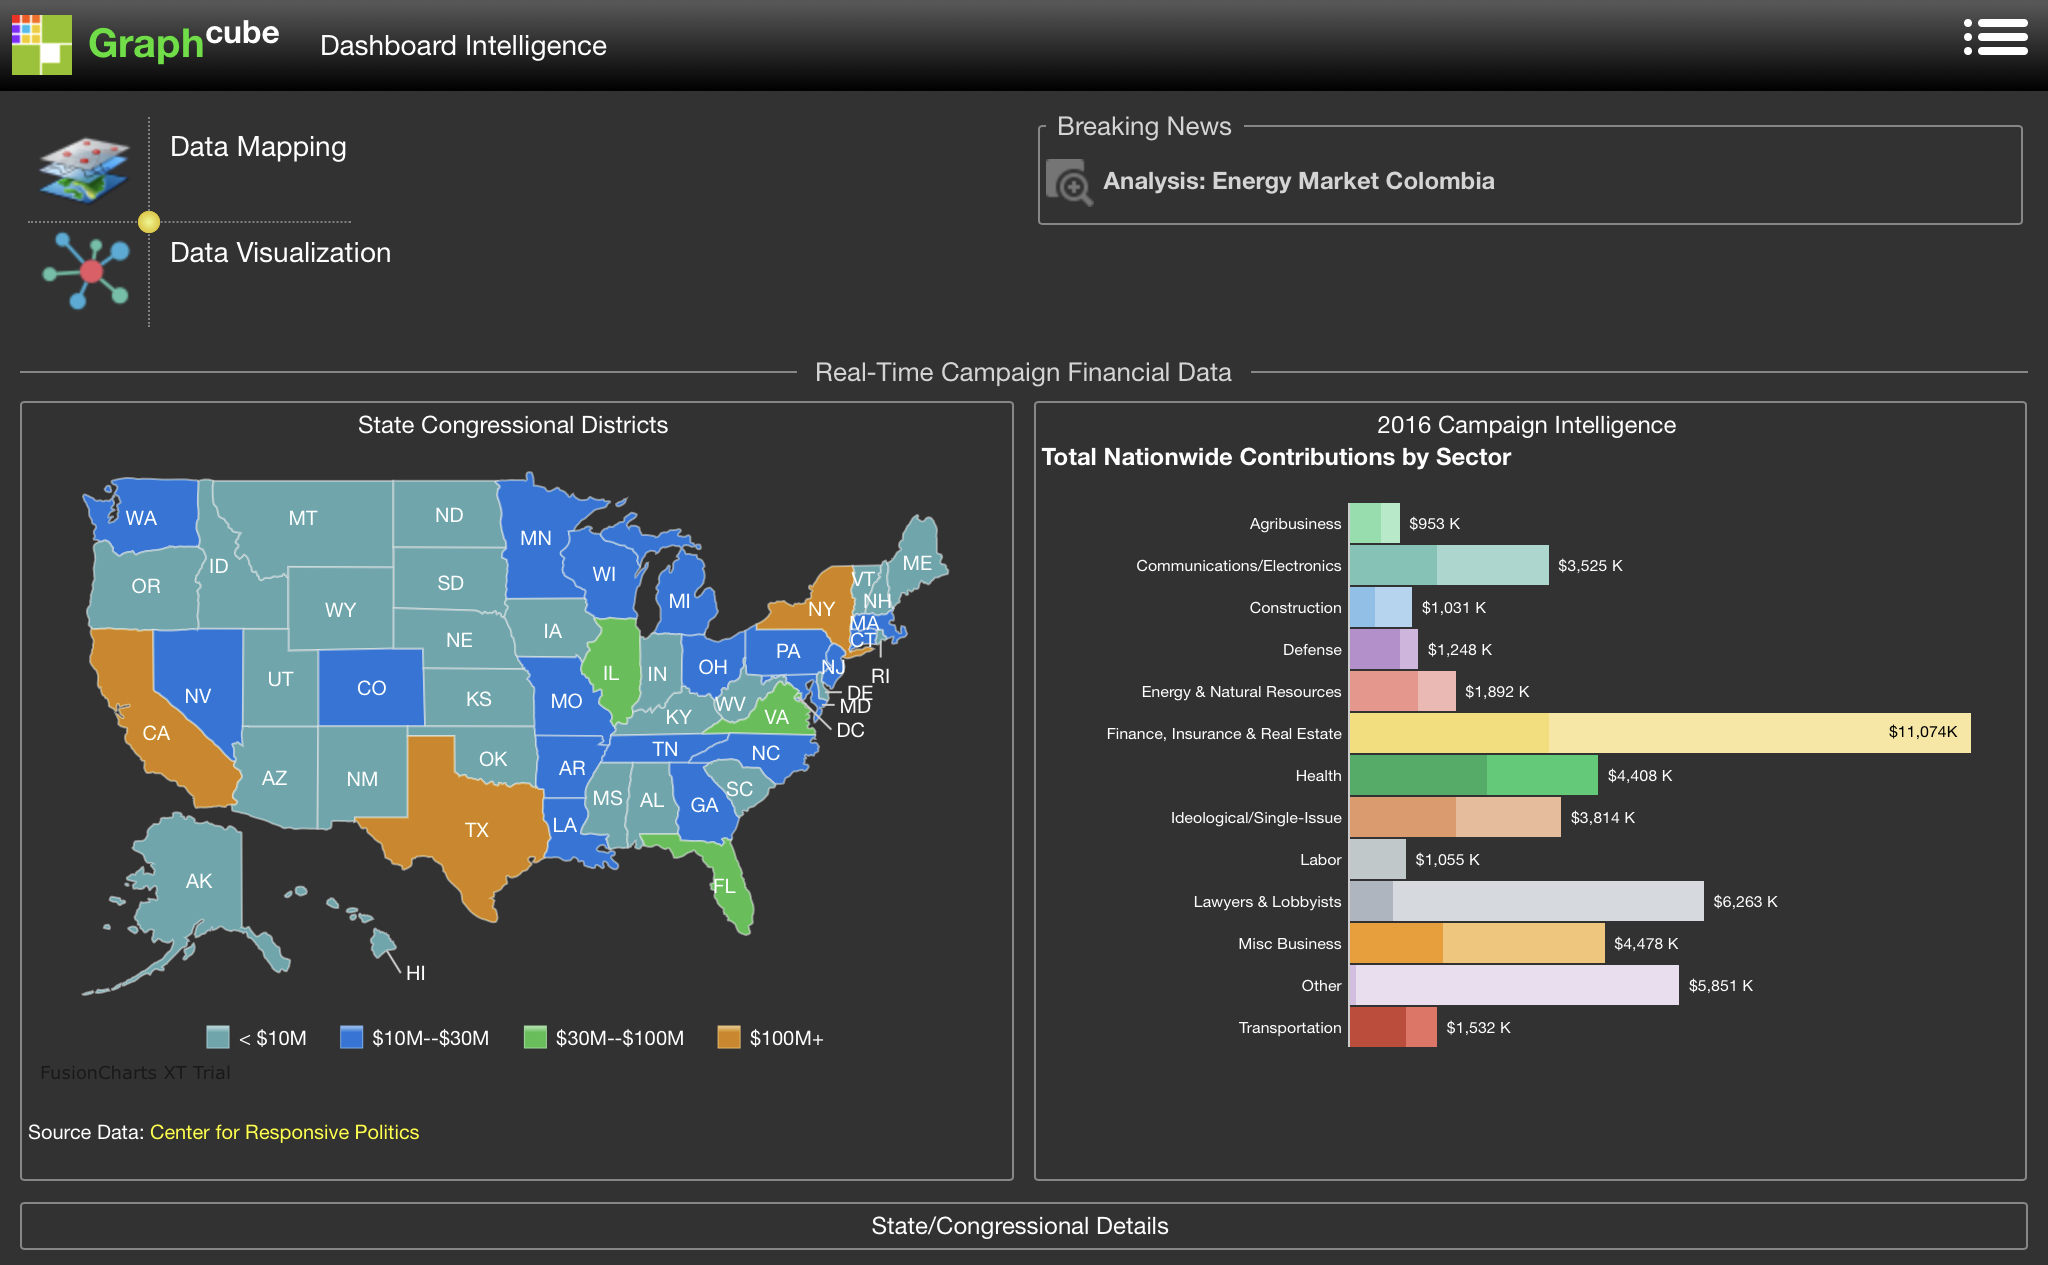 Graphcube
Dashboard Intelligence
Data Mapping
Data Visualization
Breaking News
Analysis: Energy Market Colombia
Real-Time Campaign Financial Data
State Congressional Districts
WA
MT
ND
MN
ID
OR
SD
WI
ME
VT
WY
MI
NH
NY
MA
IA
NE
CT
PA
OH
NJ
UT
IL
IN
RI
CO
NV
KS
MO
WV
DE
MD
KY
VA
DC
CA
TN
NC
OK
AR
AZ
NM
MS
AL
SC
GA
TX
LA
AK
FL
HI
< $10M
$10M--$30M
$30M--$100M
$100M+
FusionCharts XT Trial
Source Data: Center for Responsive Politics
2016 Campaign Intelligence
Total Nationwide Contributions by Sector
Agribusiness $953 K
Communications/Electronics $3,525 K
Construction $1,031 K
Defense $1,248 K
Energy & Natural Resources $1,892 K
Finance, Insurance & Real Estate $11,074K
Health $4,408 K
Ideological/Single-Issue $3,814 K
Labor $1,055 K
Lawyers & Lobbyists $6,263 K
Misc Business $4,478 K
Other $5,851 K
Transportation $1,532 K
State/Congressional Details